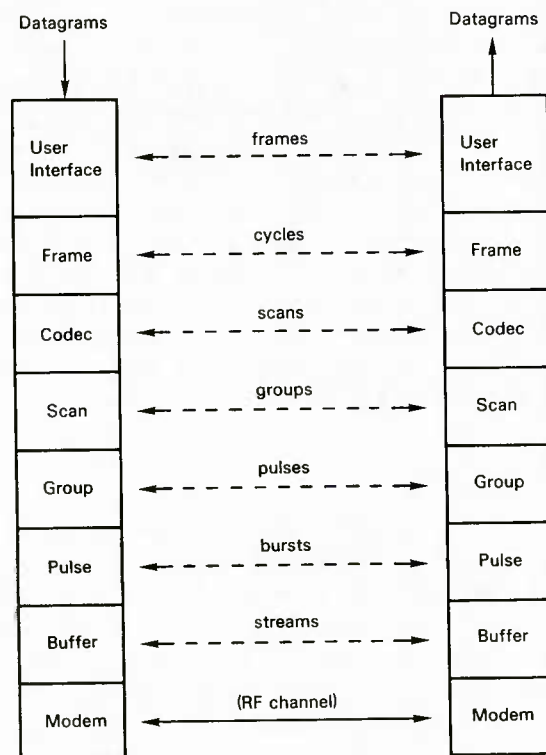 Datagrams Datagrams
User Interface frames User Interface
Frame cycles Frame
Codec scans Codec
Scan groups Scan
Group pulses Group
Pulse bursts Pulse
Buffer streams Buffer
Modem (RF channel) Modem